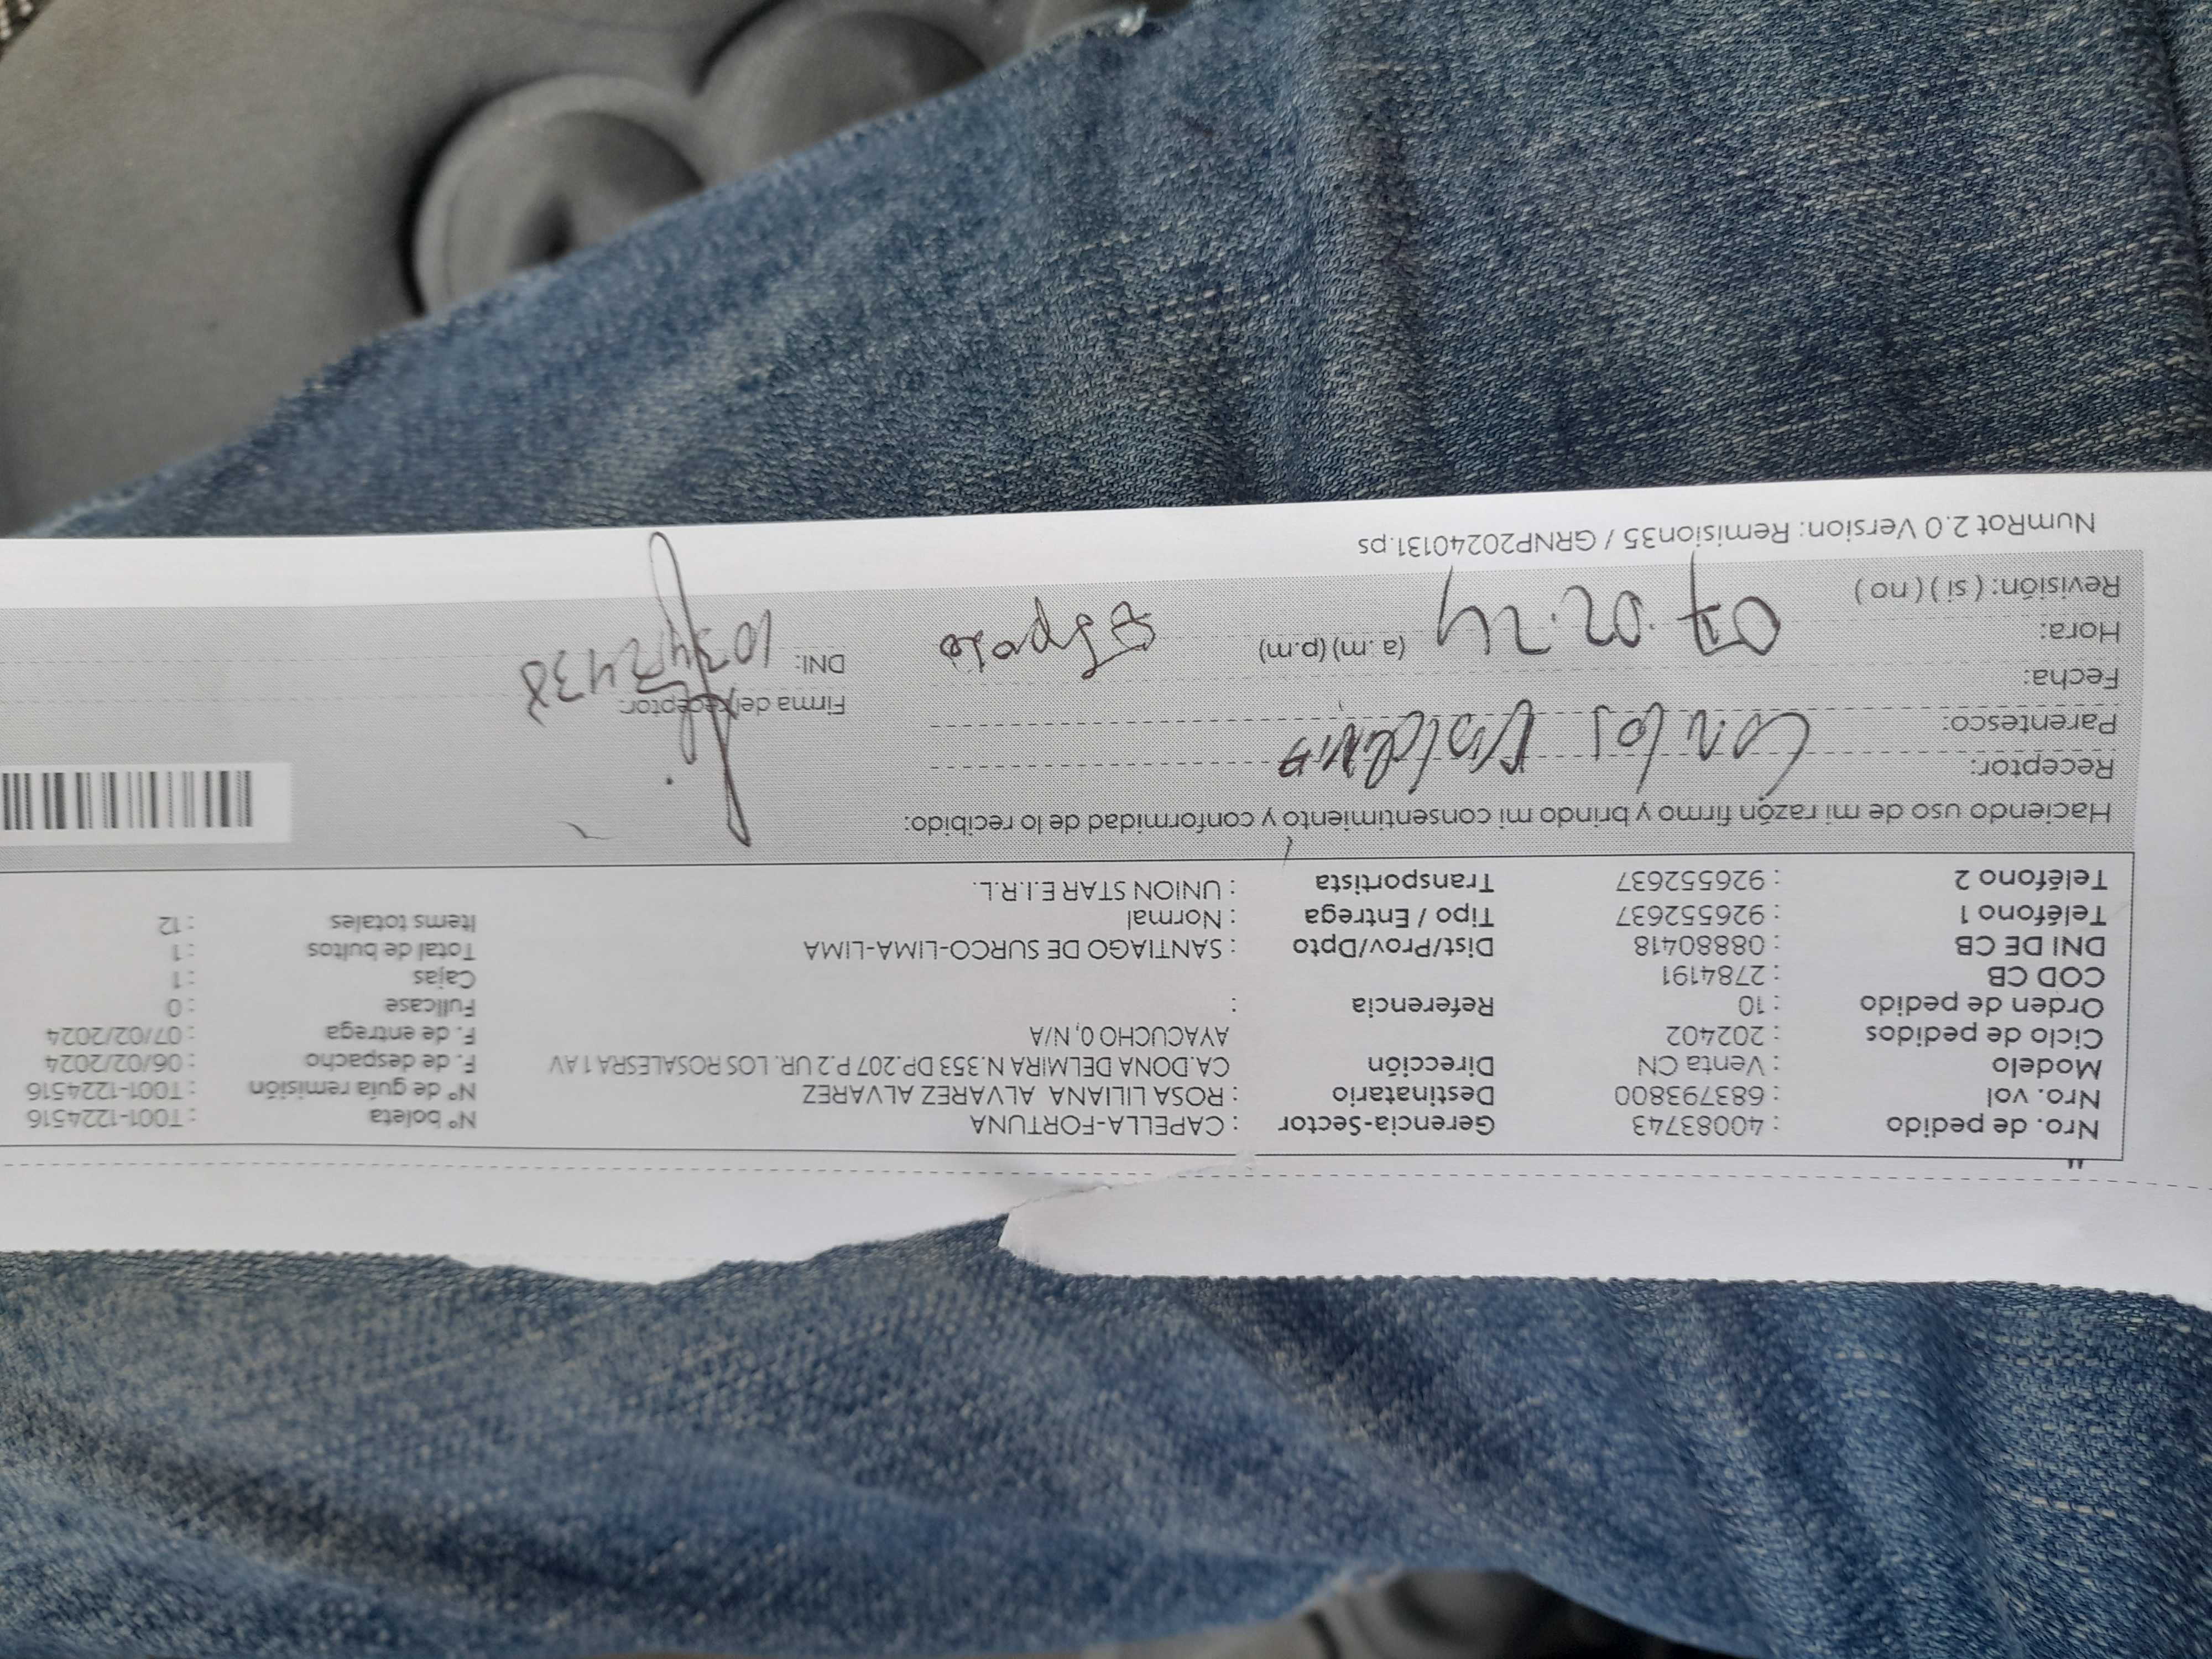 Nro. de pedido : 40083743 Gerencia-Sector : CAPELLA-FORTUNA Nº boleta : T001-1224516
Nro. vol : 683793800 Destinatario : ROSA LILIANA ALVAREZ ALVAREZ Nº de guía remisión : T001-1224516
Modelo : Venta CN Dirección CA.DONA DELMIRA N.353 DP.207 P.2 UR. LOS ROSALESRA 1 AV F. de despacho : 06/02/2024
Ciclo de pedidos : 202402 AYACUCHO 0, N/A F. de entrega : 07/02/2024
Orden de pedido : 10 Referencia : Fullcase : 0
COD CB : 2784191 Cajas : 1
DNI DE CB : 08880418 Dist/Prov/Dpto : SANTIAGO DE SURCO-LIMA-LIMA Total de bultos : 1
Teléfono 1 : 926552637 Tipo / Entrega : Normal Items totales : 12
Teléfono 2 : 926552637 Transportista : UNION STAR E.I.R.L.
Haciendo uso de mi razón firmo y brindo mi consentimiento y conformidad de lo recibido:
Receptor: Carlos
Parentesco: Firma del receptor:
Fecha: DNI:
Hora: 07.02.24 (a.m) (p.m) Esposo
Revisión: ( si ) ( no )
NumRot 2.0 Version: Remision35 / GRNP20240131.ps